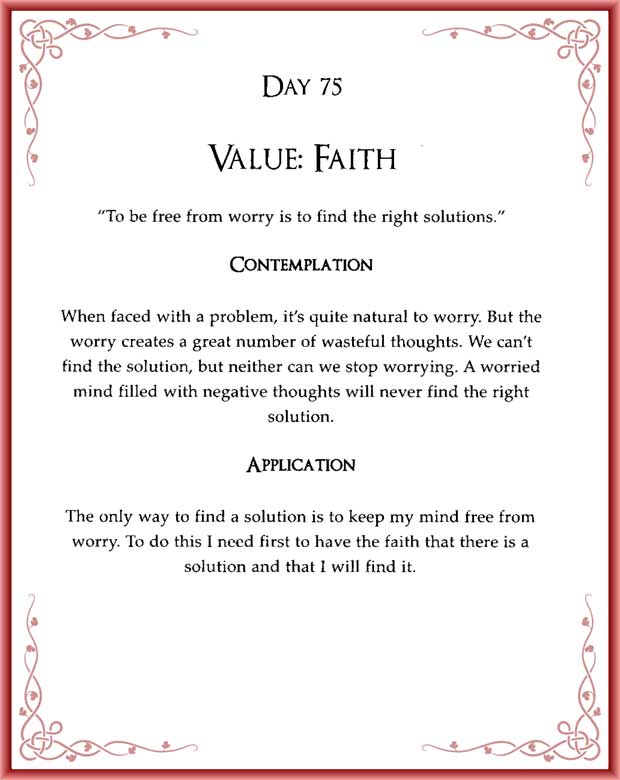 Day 75
Value: Faith
"To be free from worry is to find the right solutions."
Contemplation
When faced with a problem, it's quite natural to worry. But the
worry creates a great number of wasteful thoughts. We can't
find the solution, but neither can we stop worrying. A worried
mind filled with negative thoughts will never find the right
solution.
Application
The only way to find a solution is to keep my mind free from
worry. To do this I need first to have the faith that there is a
solution and that I will find it.